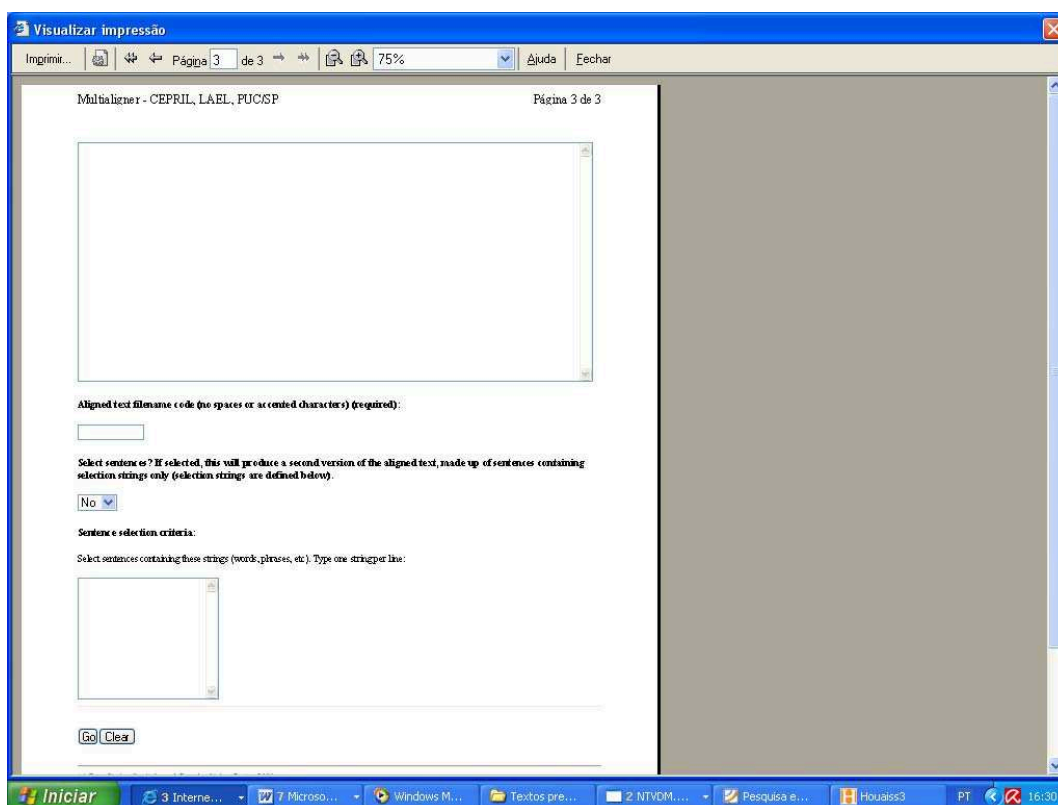 Visualizar impressão
Imprimir... Página 3 de 3 75% Ajuda Fechar
Multialigner - CEPRIL, LAEL, PUC/SP Página 3 de 3
Aligned text filename code (no spaces or accented characters) (required):
Select sentences? If selected, this will produce a second version of the aligned text, made up of sentences containing
selection strings only (selection strings are defined below).
No
Sentence selection criteria:
Select sentences containing these strings (words, phrases, etc). Type one string per line:
Go Clear
Iniciar 3 Interne... 7 Microso... Windows M... Textos pre... 2 NTVDM.... Pesquisa e... Houaiss3 PT 16:30